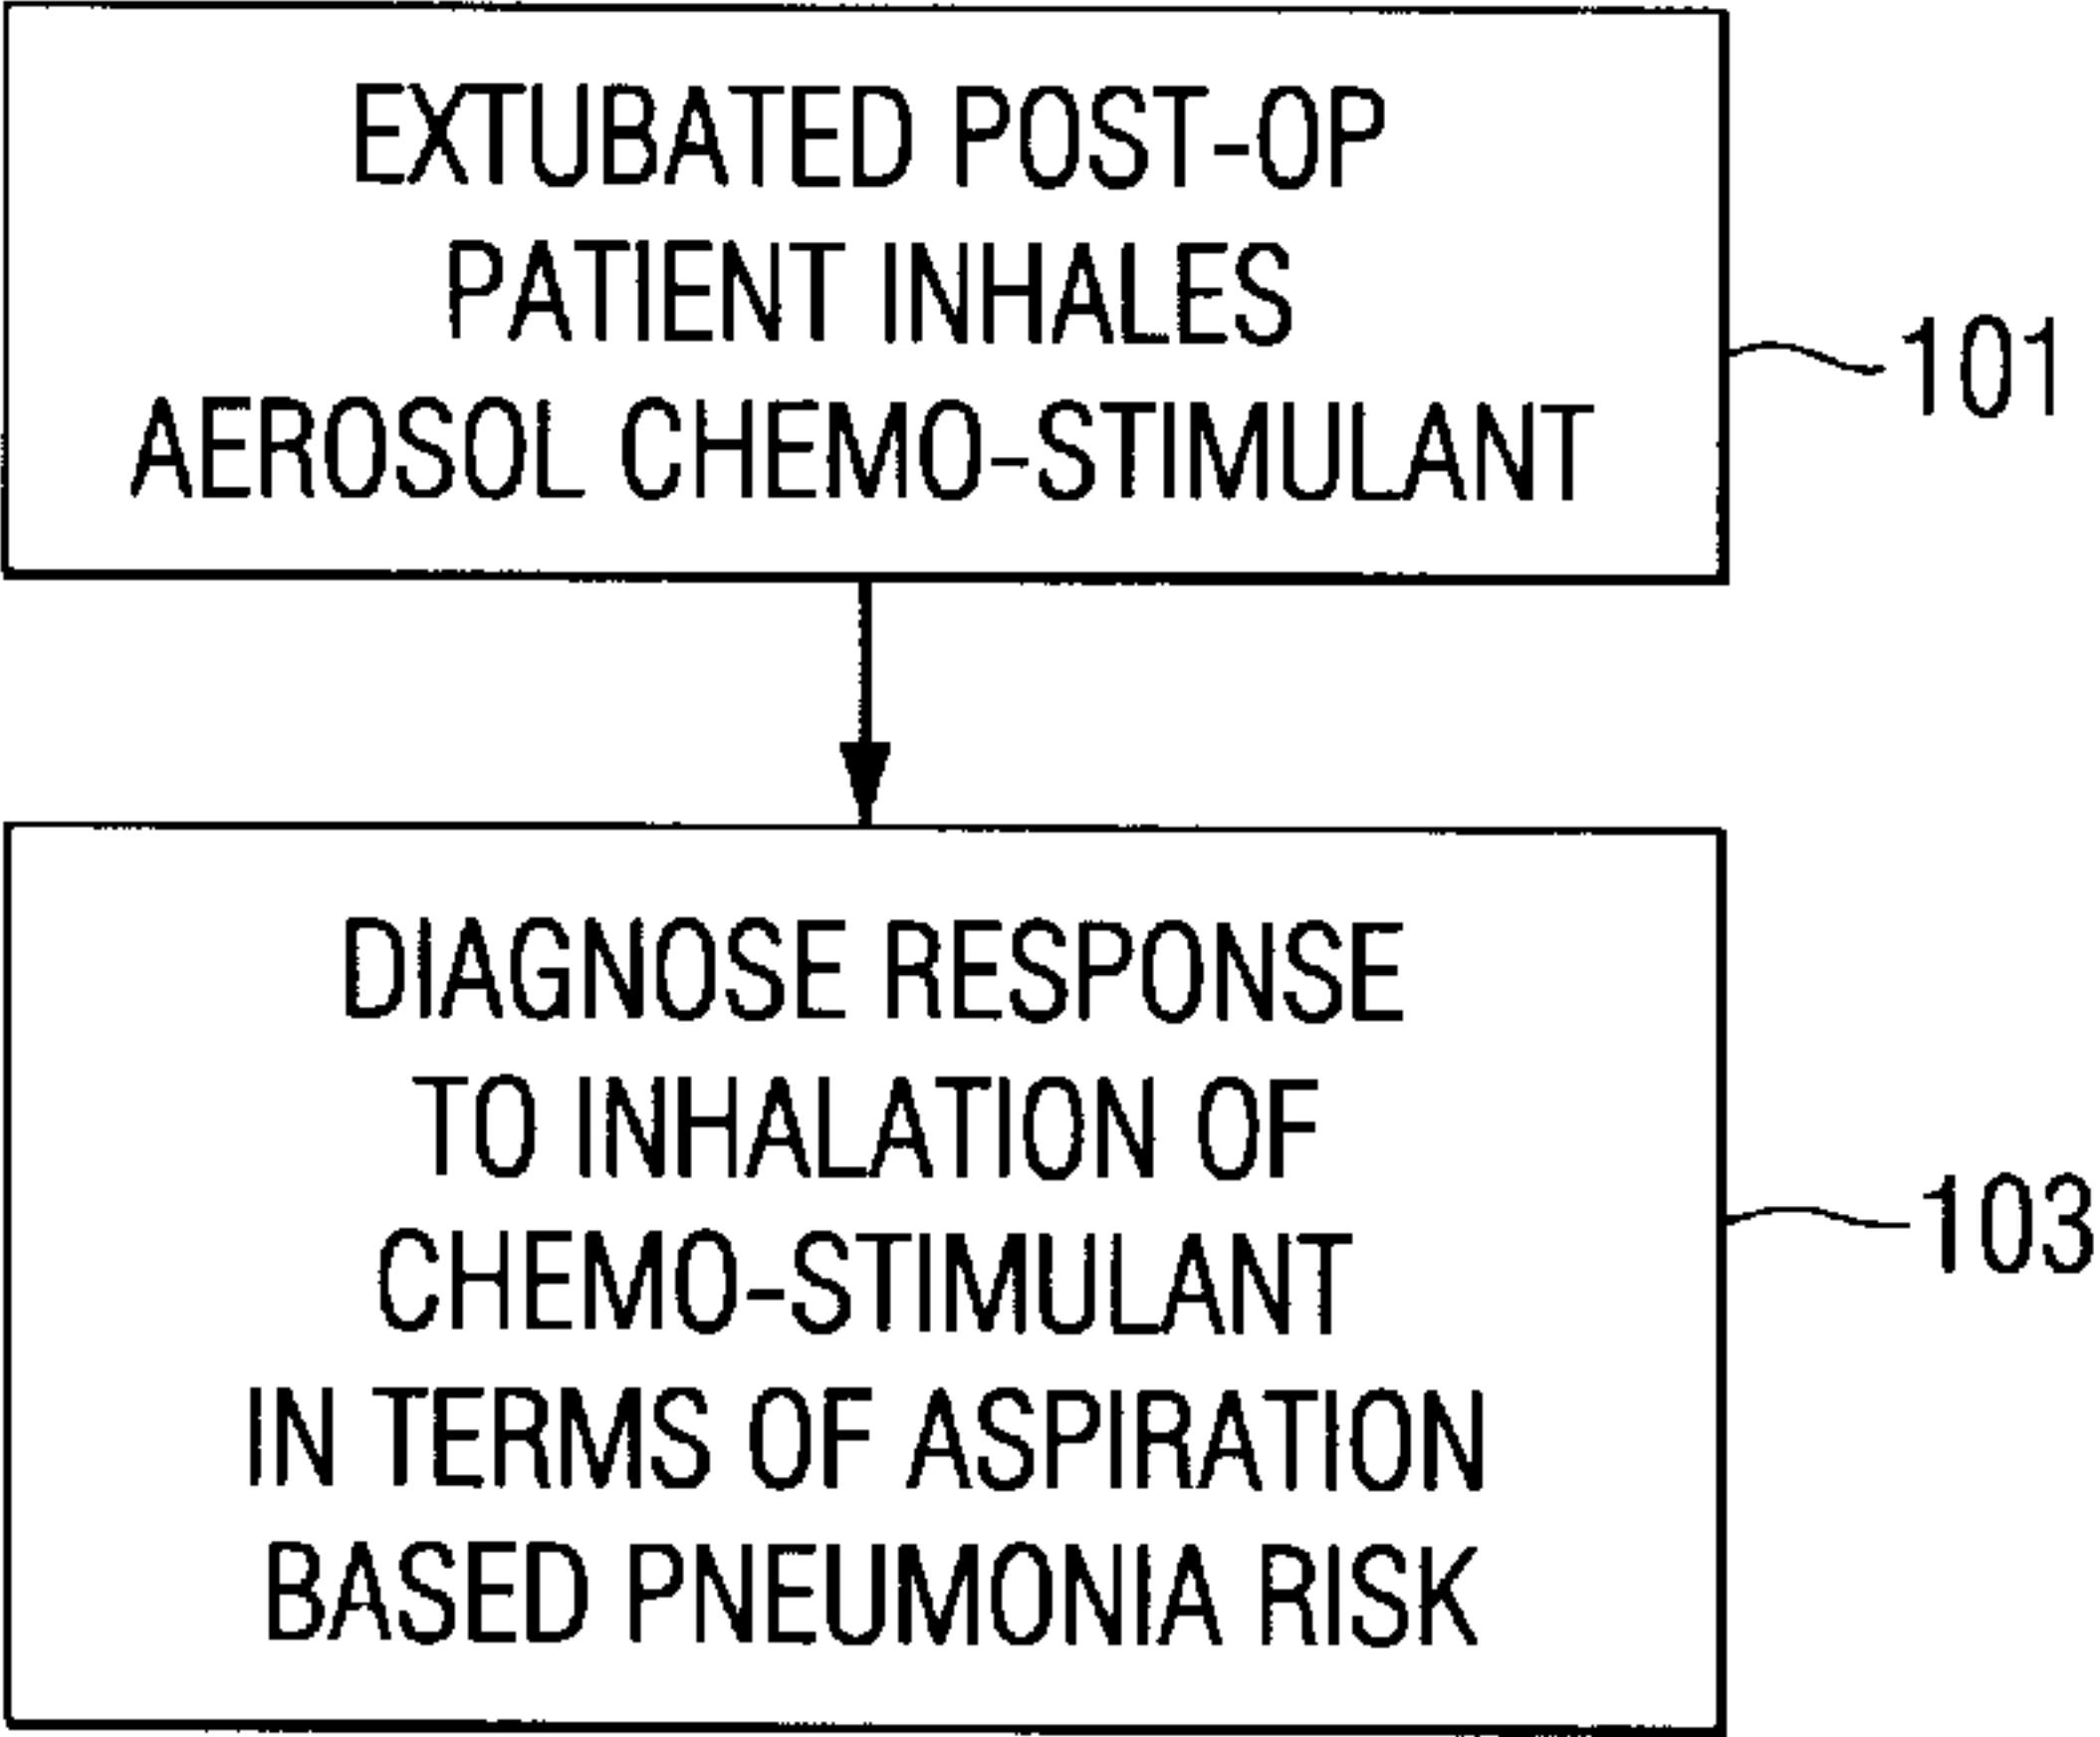 EXTUBATED POST-OP
PATIENT INHALES
AEROSOL CHEMO-STIMULANT
101
DIAGNOSE RESPONSE
TO INHALATION OF
CHEMO-STIMULANT
IN TERMS OF ASPIRATION
BASED PNEUMONIA RISK
103